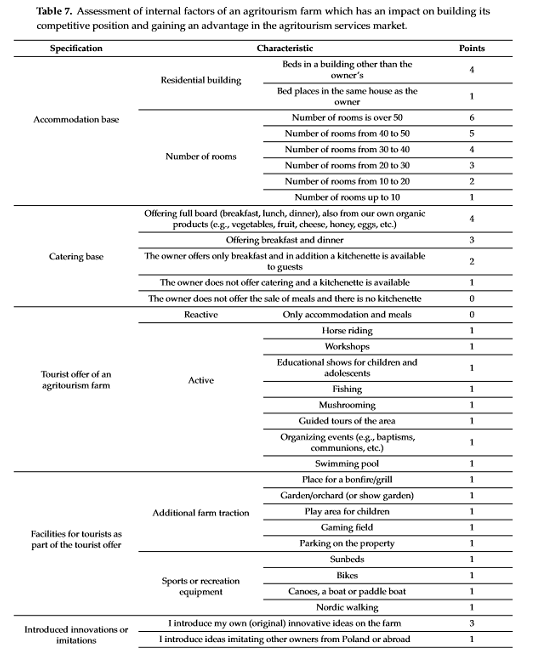 Table 7. Assessment of internal factors of an agritourism farm which has an impact on building its
competitive position and gaining an advantage in the agritourism services market.
Specification Characteristic Points
Accommodation base
Residential building
Beds in a building other than the
owner's
4
Bed places in the same house as the
owner
1
Number of rooms
Number of rooms is over 50 6
Number of rooms from 40 to 50 5
Number of rooms from 30 to 40 4
Number of rooms from 20 to 30 3
Number of rooms from 10 to 20 2
Number of rooms up to 10 1
Catering base
Offering full board (breakfast, lunch, dinner), also from our own organic
products (e.g., vegetables, fruit, cheese, honey, eggs, etc.)
4
Offering breakfast and dinner 3
The owner offers only breakfast and in addition a kitchenette is available
to guests
2
The owner does not offer catering and a kitchenette is available 1
The owner does not offer the sale of meals and there is no kitchenette 0
Tourist offer of an
agritourism farm
Reactive Only accommodation and meals 0
Active
Horse riding 1
Workshops 1
Educational shows for children and
adolescents
1
Fishing 1
Mushrooming 1
Guided tours of the area 1
Organizing events (e.g., baptisms,
communions, etc.)
1
Swimming pool 1
Facilities for tourists as
part of the tourist offer
Additional farm traction
Place for a bonfire/grill 1
Garden/orchard (or show garden) 1
Play area for children 1
Gaming field 1
Parking on the property 1
Sports or recreation
equipment
Sunbeds 1
Bikes 1
Canoes, a boat or paddle boat 1
Nordic walking 1
Introduced innovations or
imitations
I introduce my own (original) innovative ideas on the farm 3
I introduce ideas imitating other owners from Poland or abroad 1